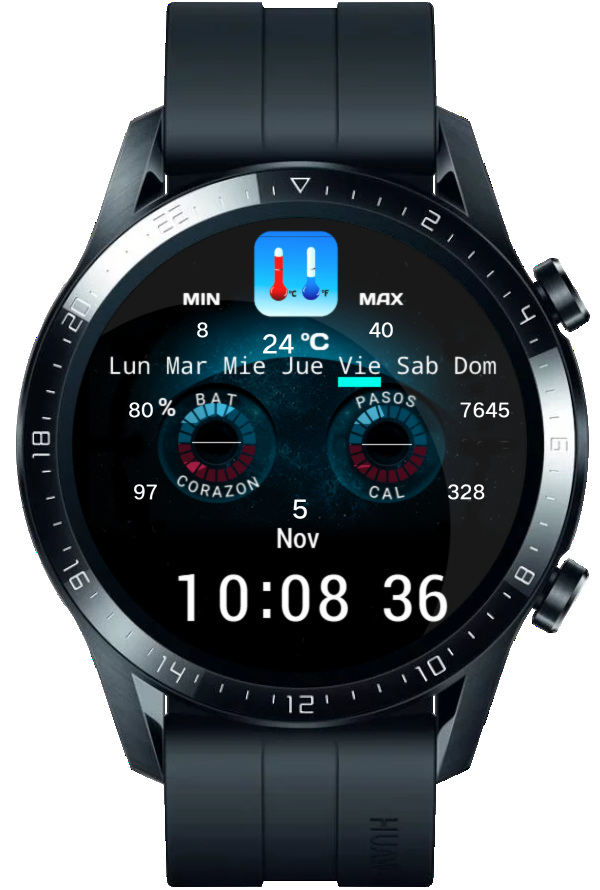 2
4
6
8
10
12
14
16
18
20
22
°C °F
MIN MAX
8 40
24 °C
Lun Mar Mie Jue Vie Sab Dom
BAT PASOS
80 % 7645
97 328
CORAZON CAL
5
Nov
10:08 36
HUAW